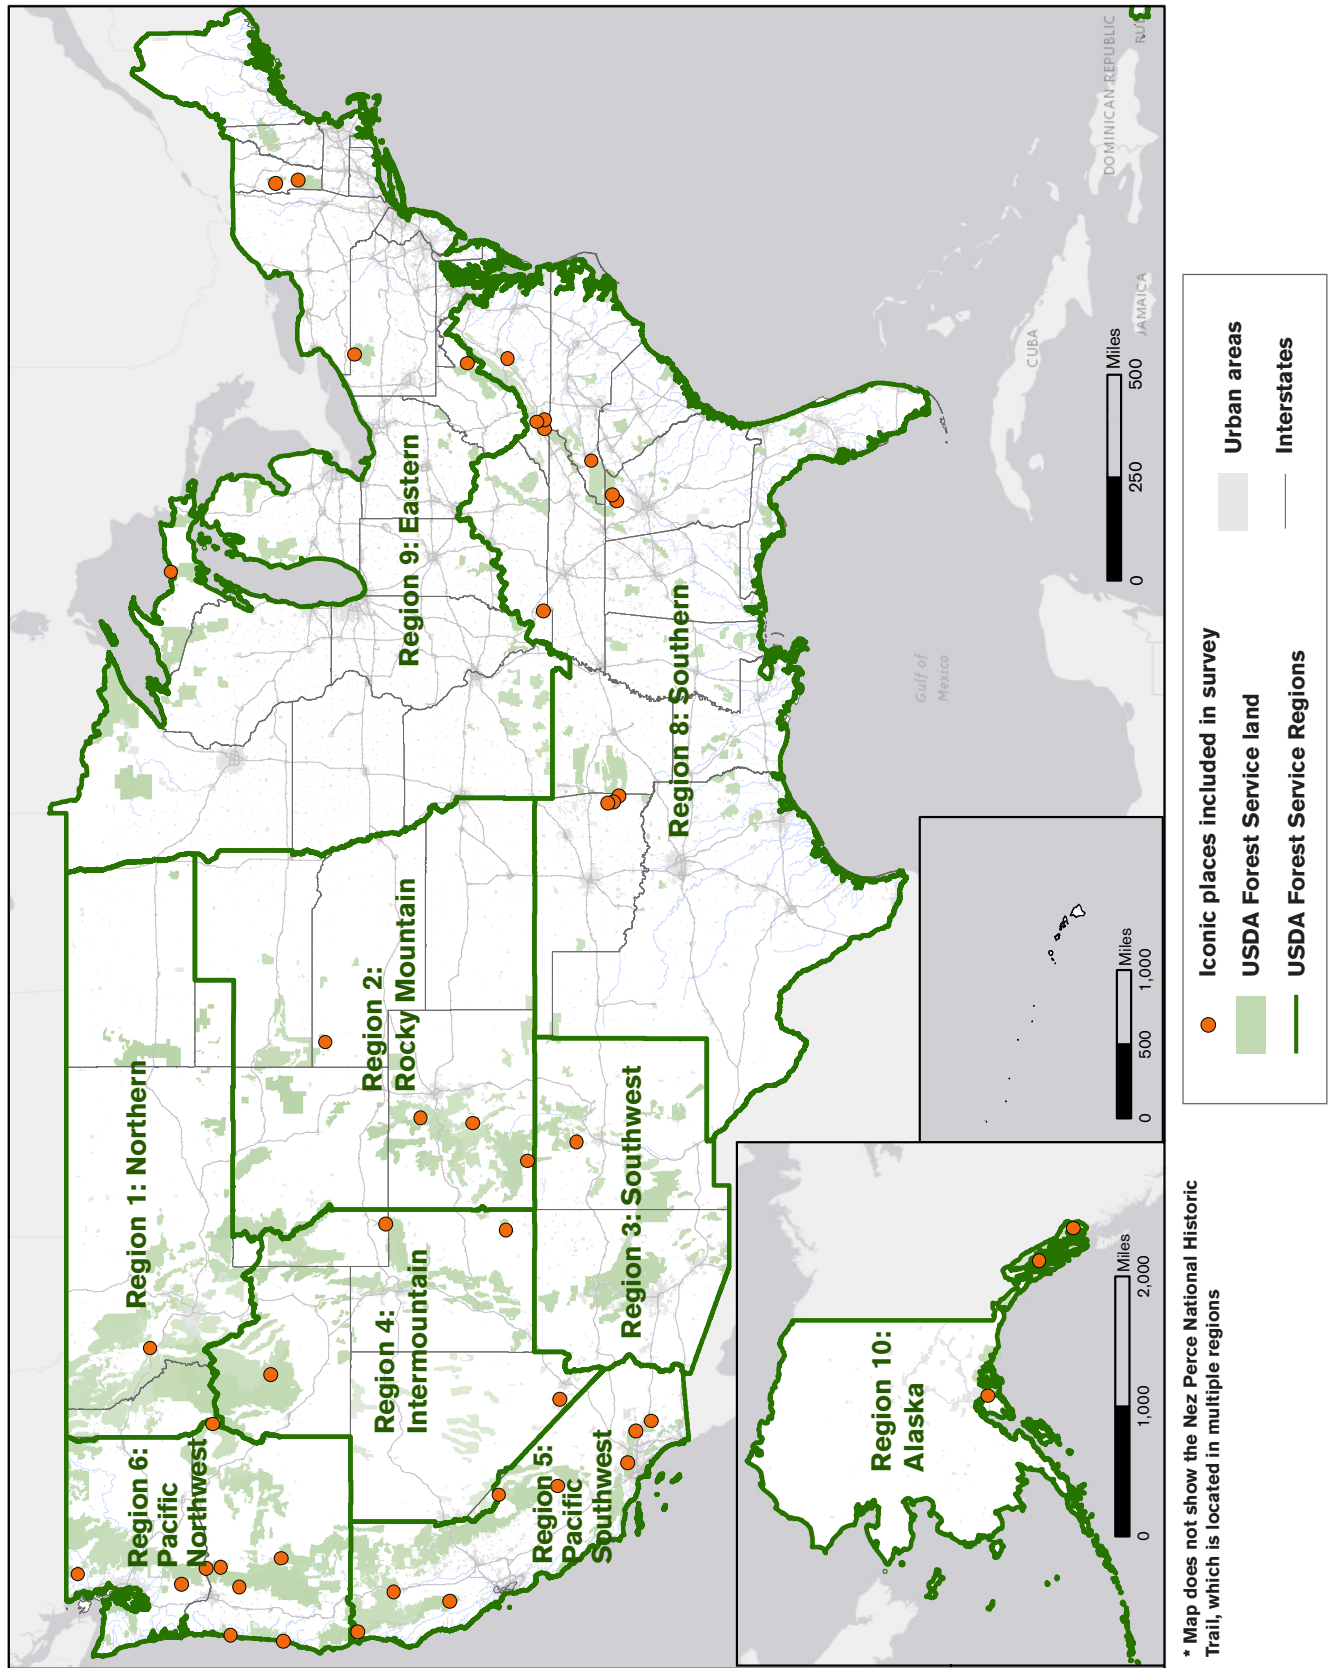 Region 1: Northern
Region 2:
Rocky Mountain
Region 3: Southwest
Region 4:
Intermountain
Region 5:
Pacific
Southwest
Region 6:
Pacific
Northwest
Region 8: Southern
Region 9: Eastern
Region 10:
Alaska
Gulf of
Mexico
CUBA
JAMAICA
DOMINICAN REPUBLIC
0
250
500
Miles
0
500
1,000
Miles
0
1,000
2,000
Miles
Iconic places included in survey
USDA Forest Service land
USDA Forest Service Regions
Urban areas
Interstates
* Map does not show the Nez Perce National Historic
Trail, which is located in multiple regions